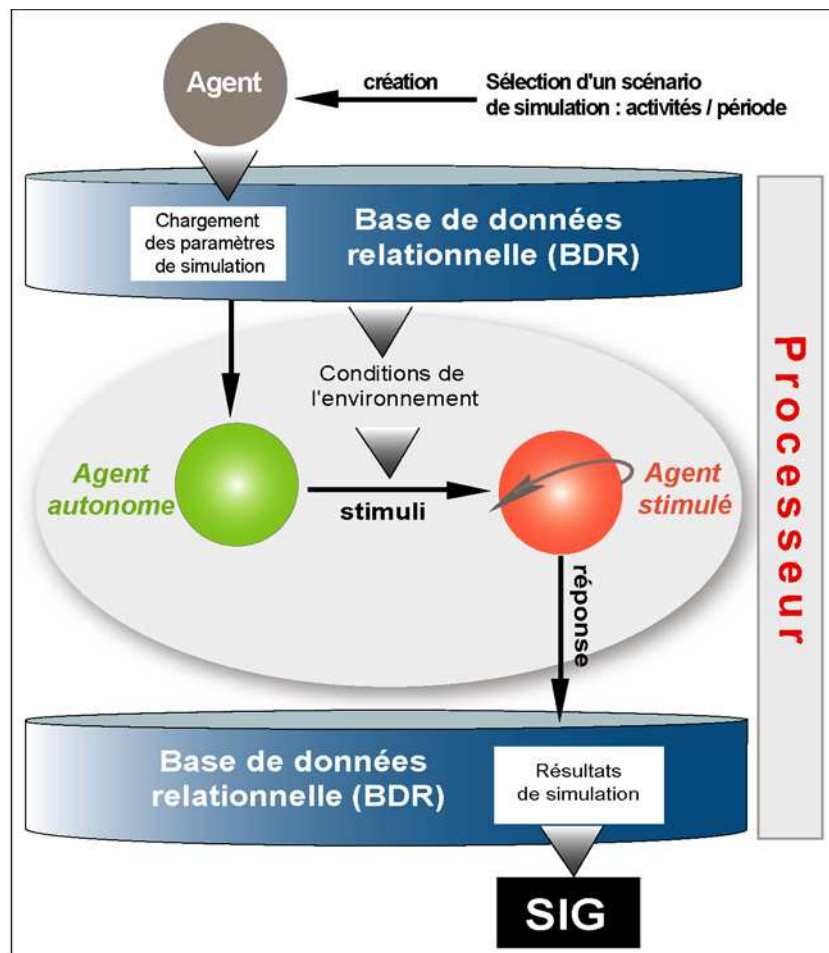 Agent
création
Sélection d'un scénario
de simulation : activités / période
Chargement
des paramètres
de simulation
Base de données
relationnelle (BDR)
Conditions de
l'environnement
Agent
autonome
stimuli
Agent
stimulé
réponse
Processeur
Base de données
relationnelle (BDR)
Résultats
de simulation
SIG